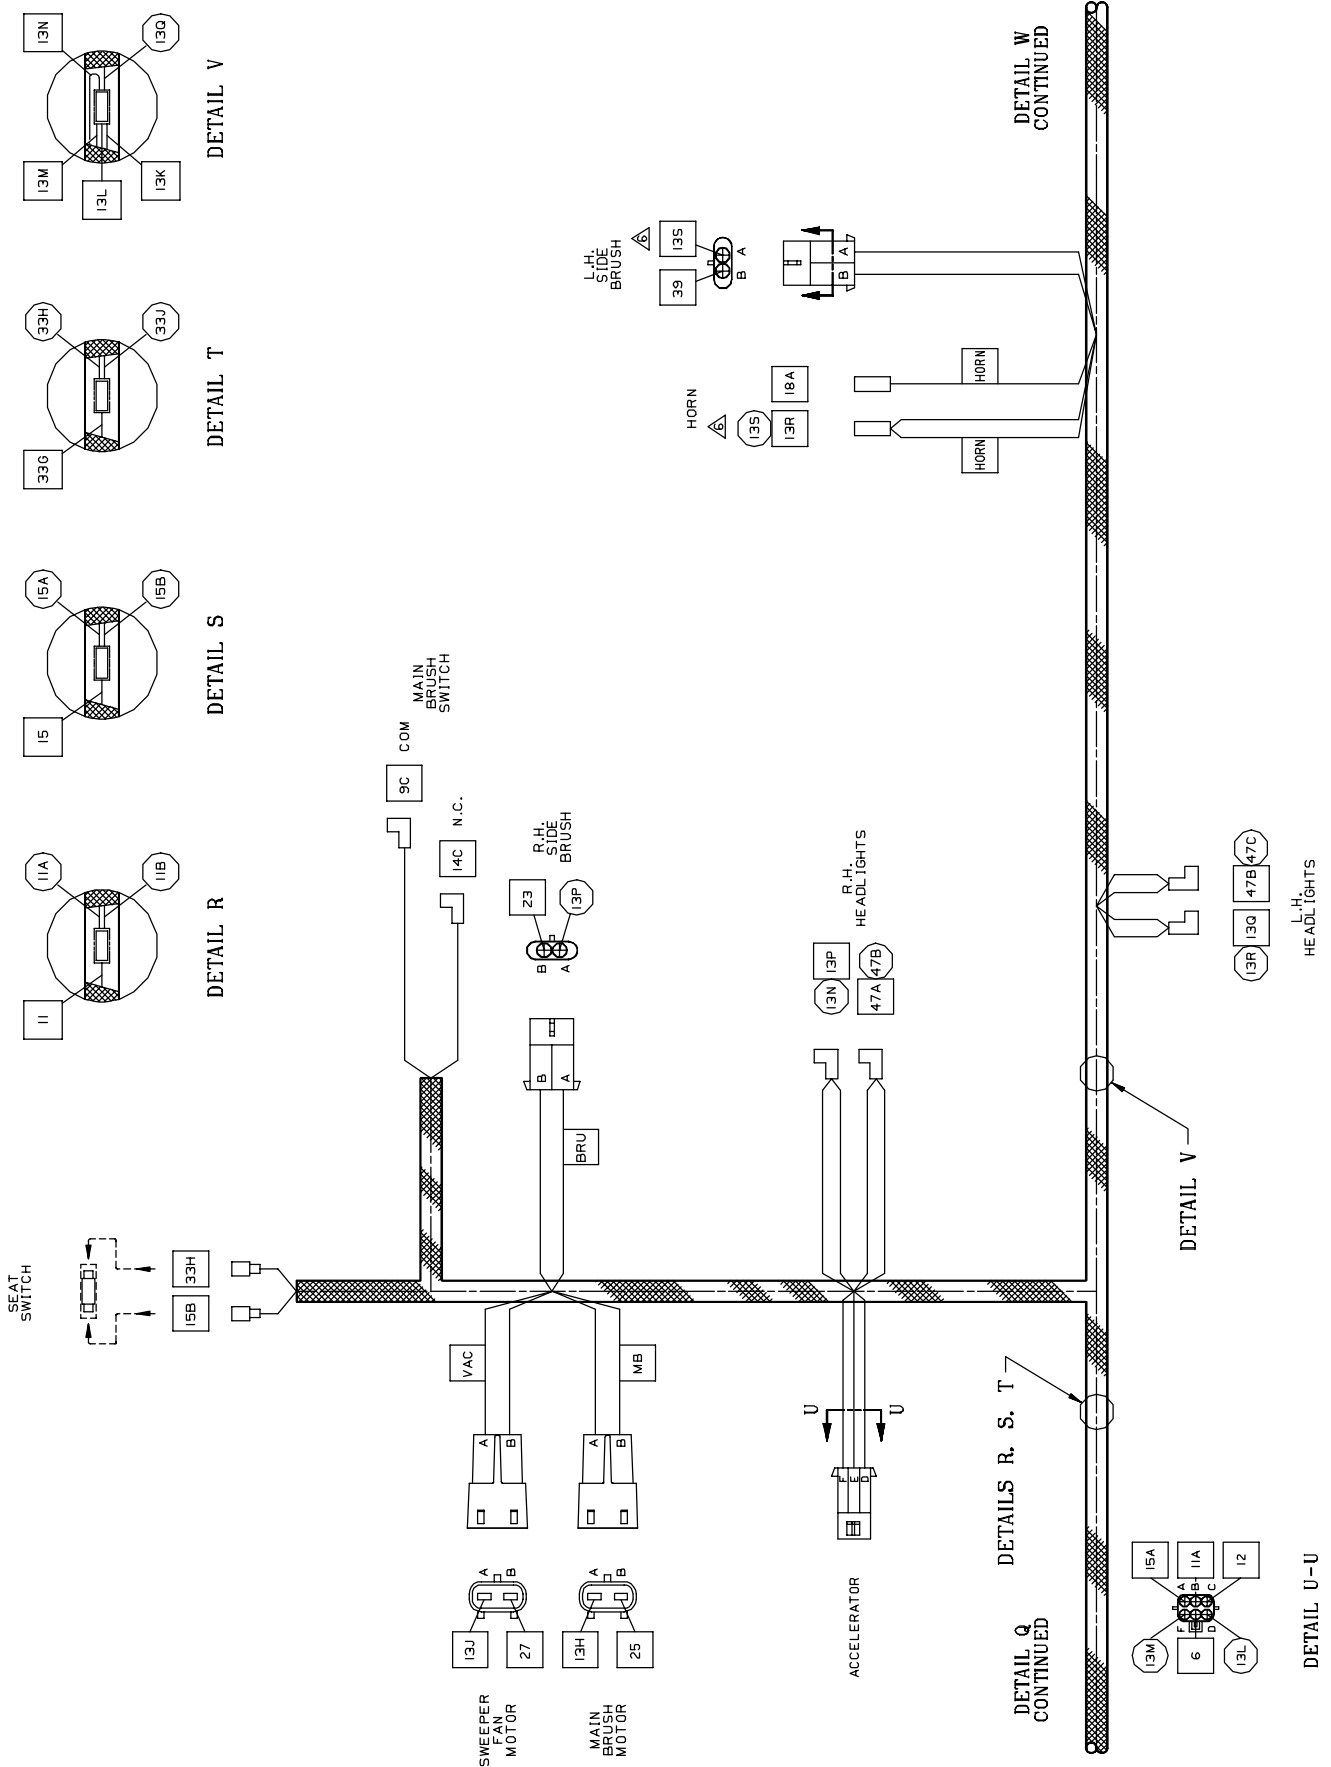 13N
13Q
13M
13L
13K
DETAIL V
33H
33J
33G
DETAIL T
15A
15B
15
DETAIL S
11A
11B
11
DETAIL R
SEAT
SWITCH
33H
15B
9C
COM
MAIN
BRUSH
SWITCH
14C
N.C.
R.H.
SIDE
BRUSH
23
13P
B
A
B
A
BRU
VAC
MB
A
B
A
B
A
B
A
B
13J
27
13H
25
SWEEPER
FAN
MOTOR
MAIN
BRUSH
MOTOR
R.H.
HEADLIGHTS
13P
13N
47B
47A
U
U
F
E
D
ACCELERATOR
L.H.
SIDE
BRUSH
6
13S
39
A
B
A
B
HORN
6
18A
13S
13R
HORN
HORN
DETAIL W
CONTINUED
47C
47B
13Q
13R
L.H.
HEADLIGHTS
DETAIL V
DETAILS R. S. T
DETAIL Q
CONTINUED
15A
11A
12
A
B
C
F
D
13M
6
13L
DETAIL U-U